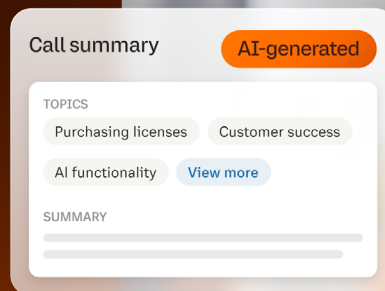 Call summary AI-generated
TOPICS
Purchasing licenses Customer success
AI functionality View more
SUMMARY